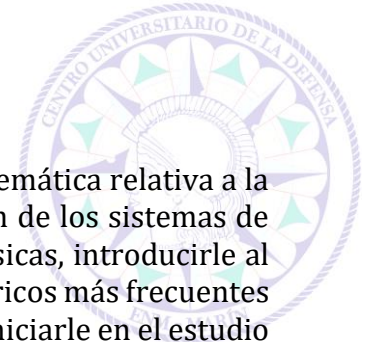 CENTRO UNIVERSITARIO DE LA DEFENSA
emática relativa a la
n de los sistemas de
sicas, introducirle al
ricos más frecuentes
niciarle en el estudio